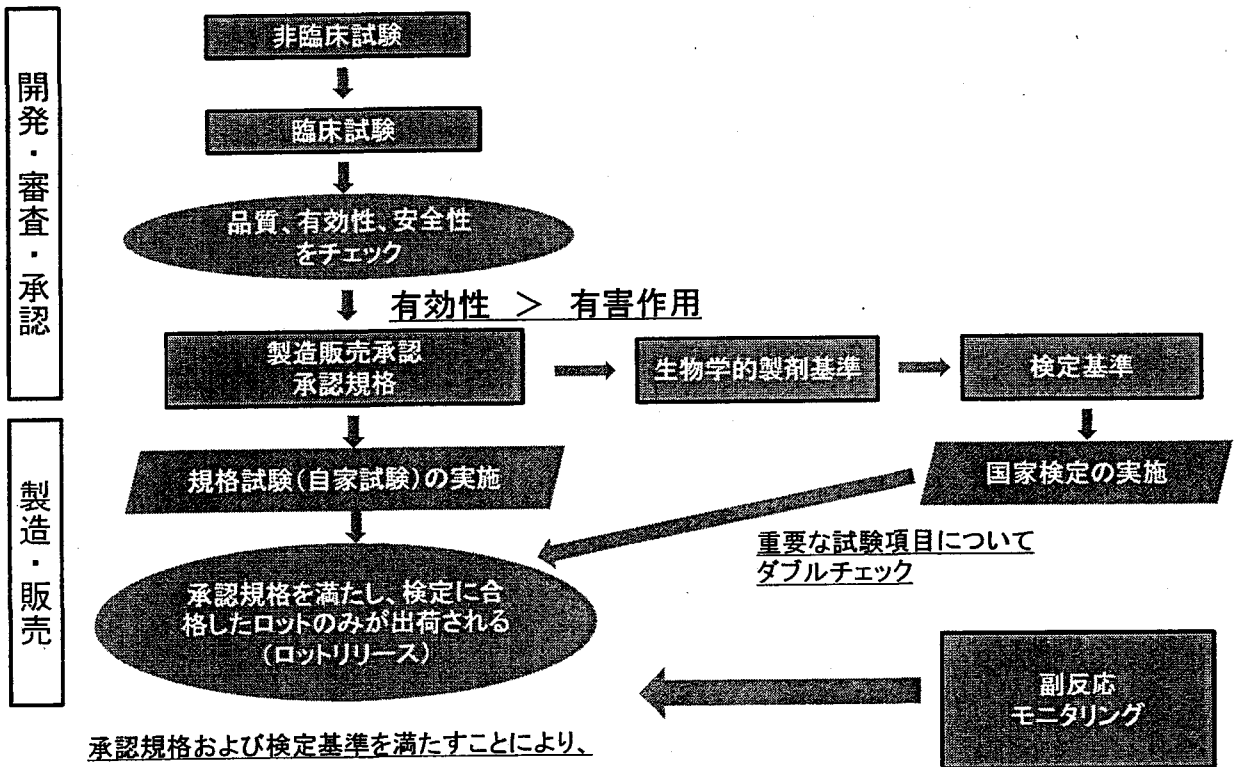 開発・審査・承認
非臨床試験
臨床試験
品質、有効性、安全性
をチェック
有効性 ＞ 有害作用
製造販売承認
承認規格
生物学的製剤基準
検定基準
製造・販売
規格試験(自家試験)の実施
国家検定の実施
重要な試験項目について
ダブルチェック
承認規格を満たし、検定に合
格したロットのみが出荷される
(ロットリリース)
副反応
モニタリング
承認規格および検定基準を満たすことにより、